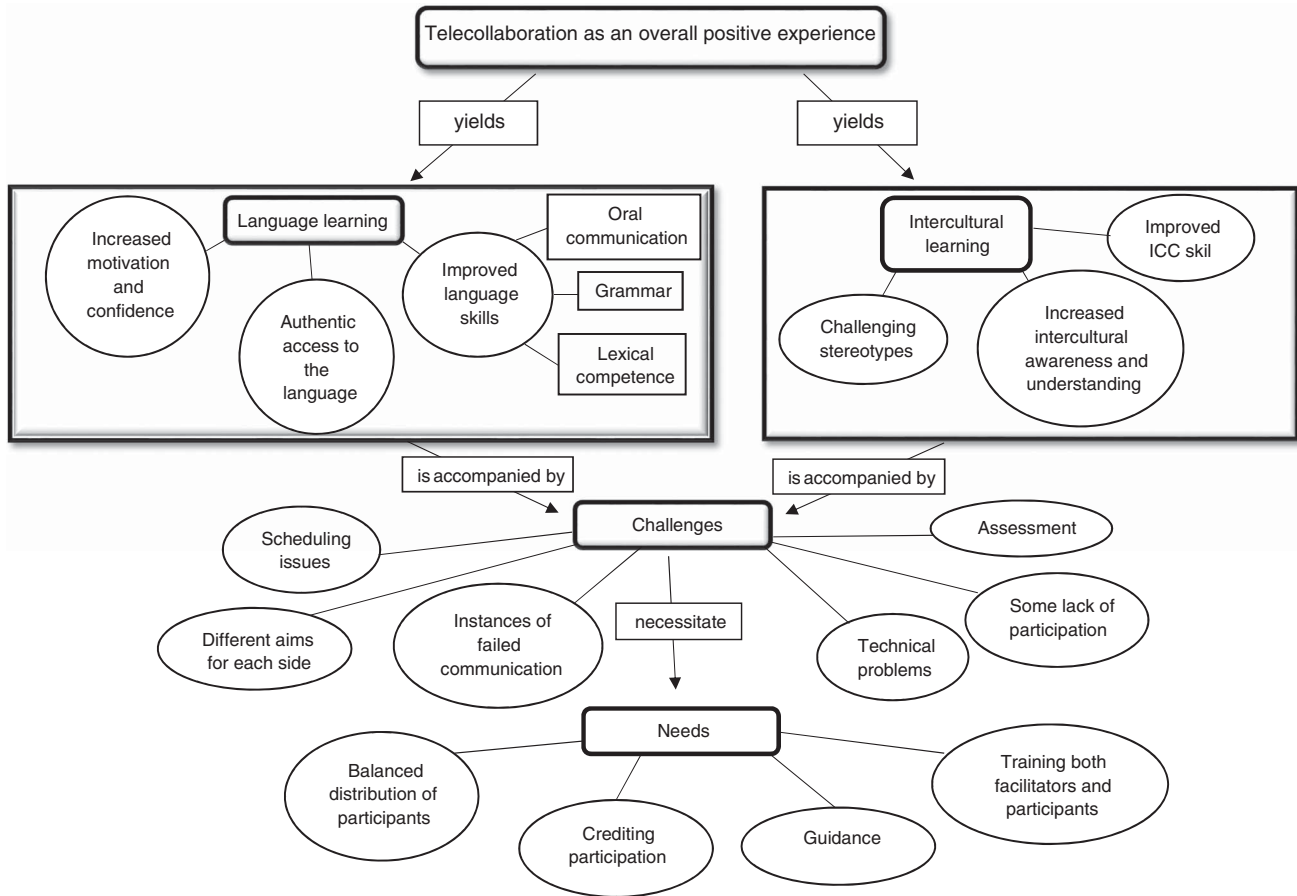 Telecollaboration as an overall positive experience
yields
yields
Language learning
Increased
motivation
and
confidence
Authentic
access to
the
language
Improved
language
skills
Oral
communication
Grammar
Lexical
competence
Intercultural
learning
Improved
ICC skil
Challenging
stereotypes
Increased
intercultural
awareness and
understanding
is accompanied by
is accompanied by
Challenges
Scheduling
issues
Different aims
for each side
Instances of
failed
communication
necessitate
Technical
problems
Some lack of
participation
Assessment
Needs
Balanced
distribution of
participants
Crediting
participation
Guidance
Training both
facilitators and
participants